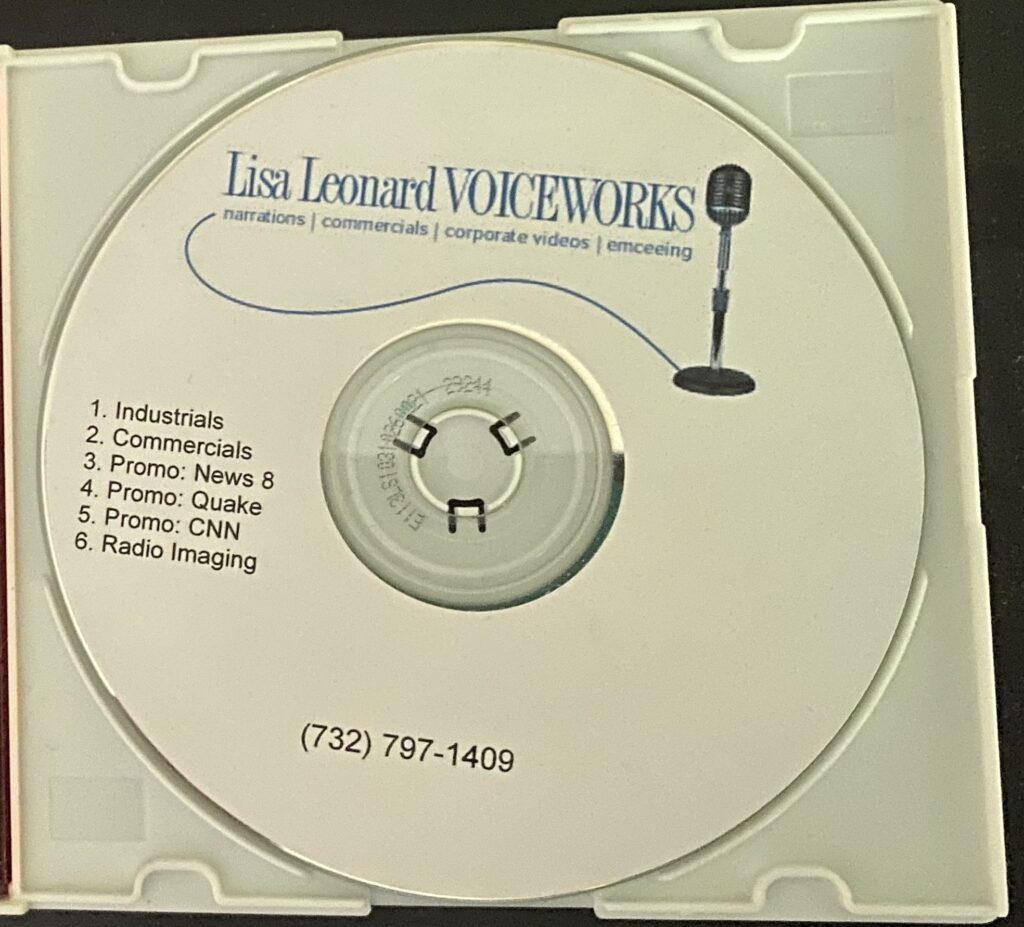 Lisa Leonard VOICEWORKS
narrations | commercials | corporate videos | emceeing
1. Industrials
2. Commercials
3. Promo: News 8
4. Promo: Quake
5. Promo: CNN
6. Radio Imaging
29244
(732) 797-1409